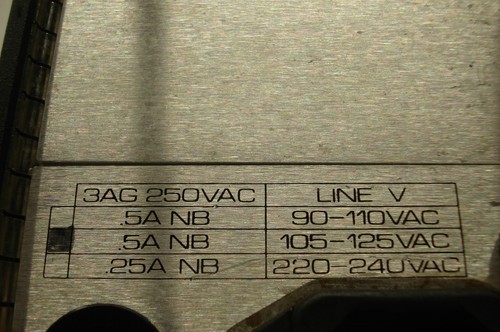 3AG 250VAC LINE V
.5A NB 90-110VAC
.5A NB 105-125VAC
.25A NB 220-240VAC